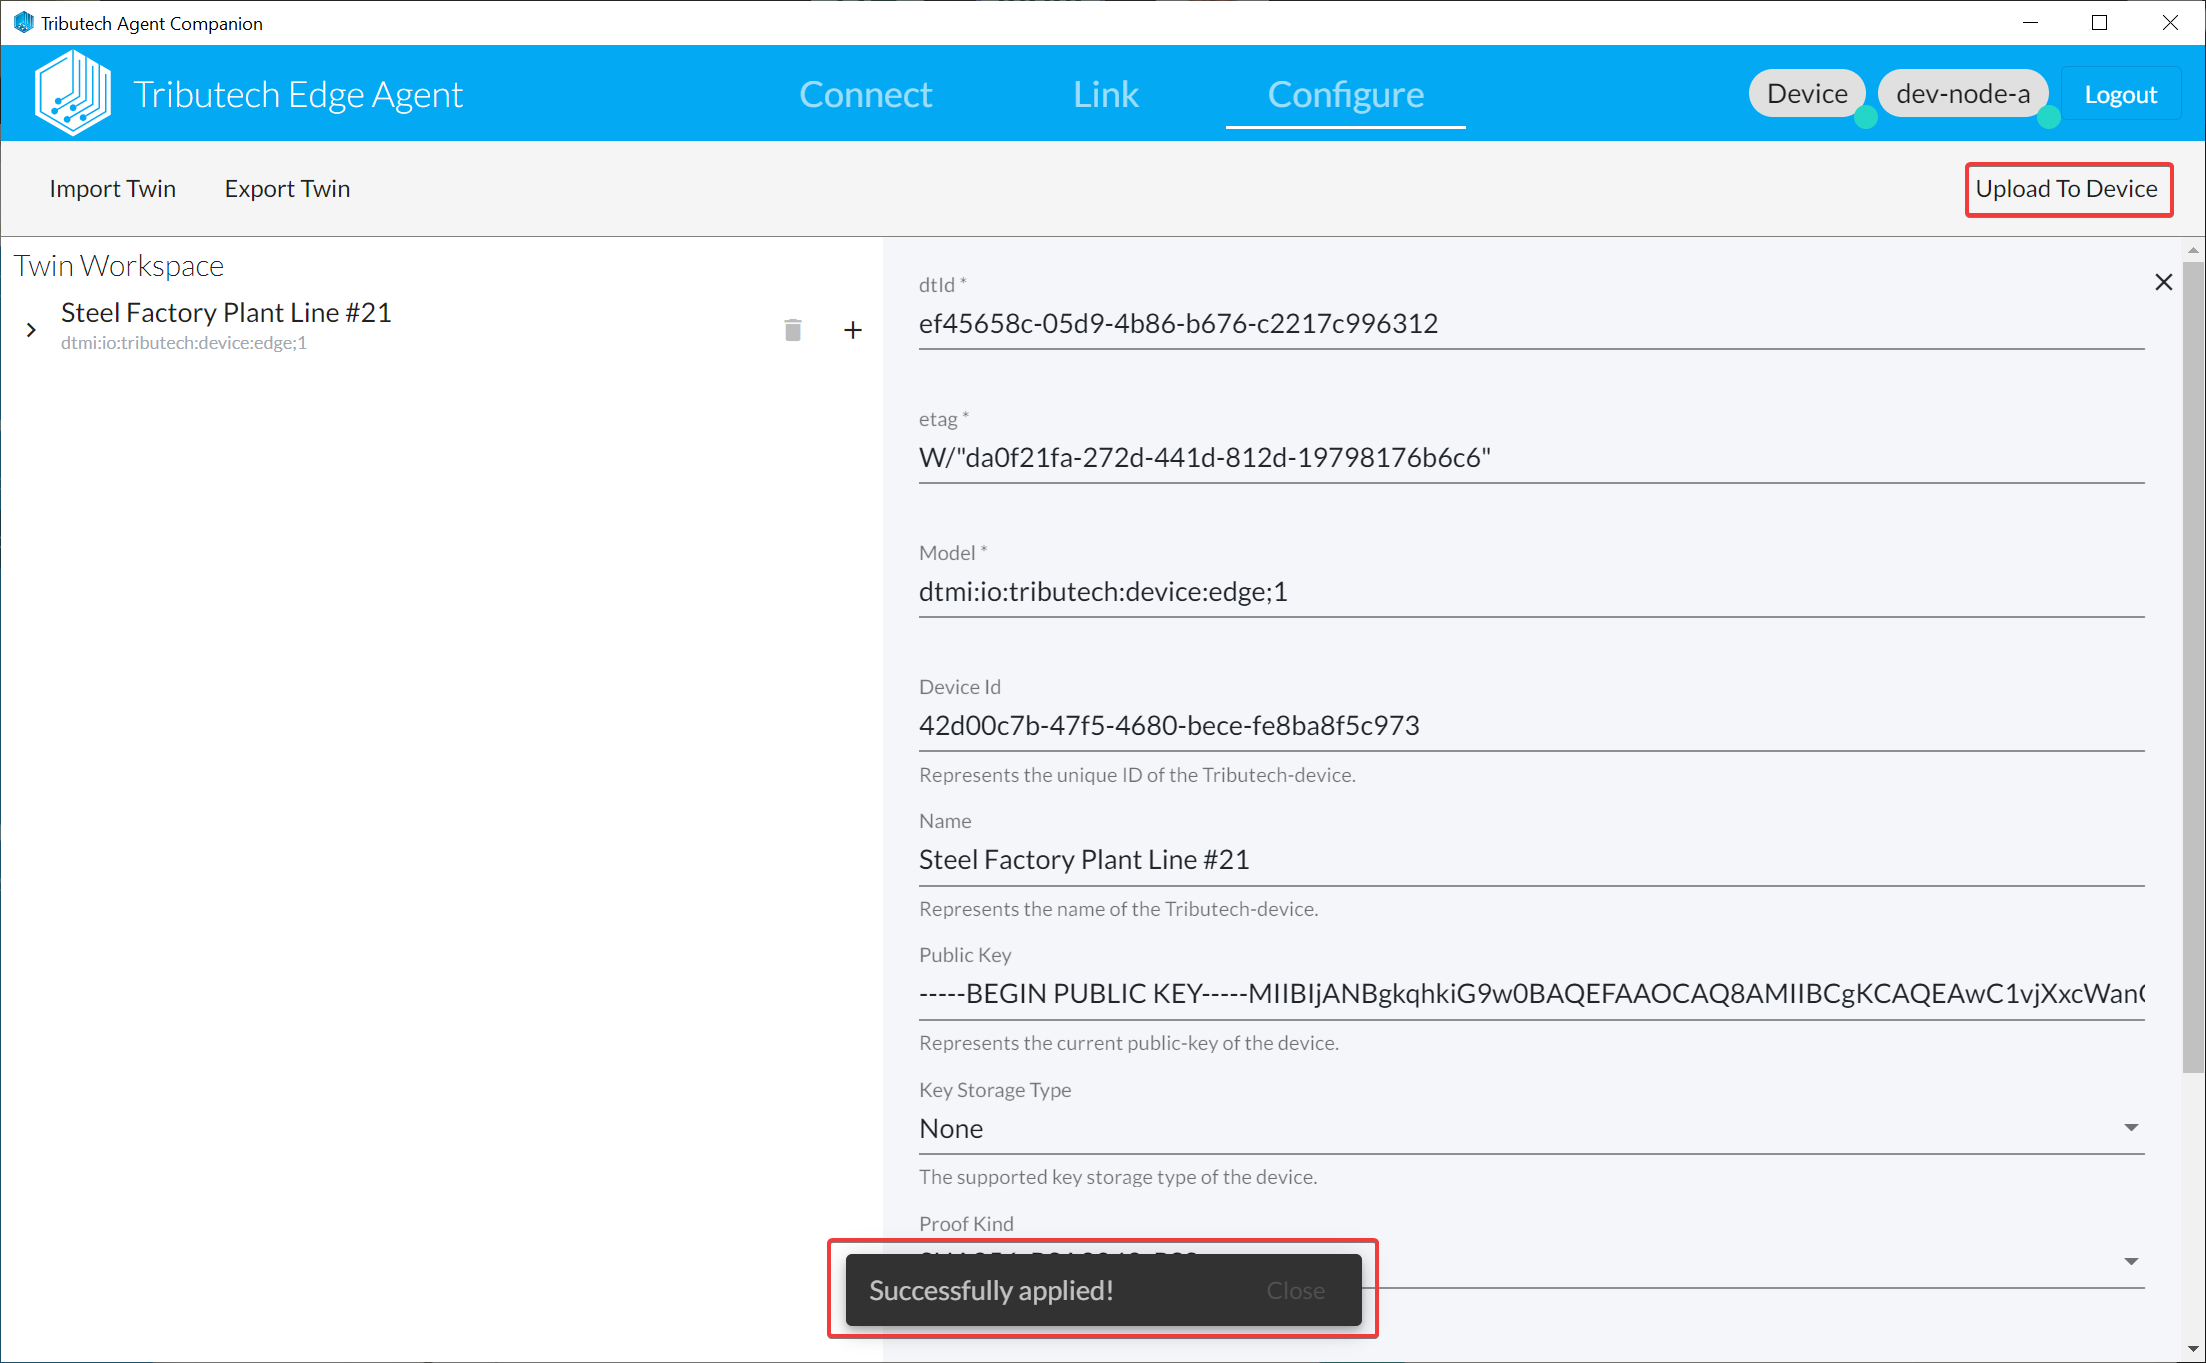 Tributech Agent Companion
Tributech Edge Agent
Connect
Link
Configure
Device
dev-node-a
Logout
Import Twin
Export Twin
Upload To Device
Twin Workspace
Steel Factory Plant Line #21
dtmi:io:tributech:device:edge;1
dtId *
ef45658c-05d9-4b86-b676-c2217c996312
etag *
W/"da0f21fa-272d-441d-812d-19798176b6c6"
Model *
dtmi:io:tributech:device:edge;1
Device Id
42d00c7b-47f5-4680-bece-fe8ba8f5c973
Represents the unique ID of the Tributech-device.
Name
Steel Factory Plant Line #21
Represents the name of the Tributech-device.
Public Key
-----BEGIN PUBLIC KEY-----MIIBIjANBgkqhkiG9w0BAQEFAAOCAQ8AMIIBCgKCAQEAwC1vjXxcWan
Represents the current public-key of the device.
Key Storage Type
None
The supported key storage type of the device.
Proof Kind
Successfully applied!
Close